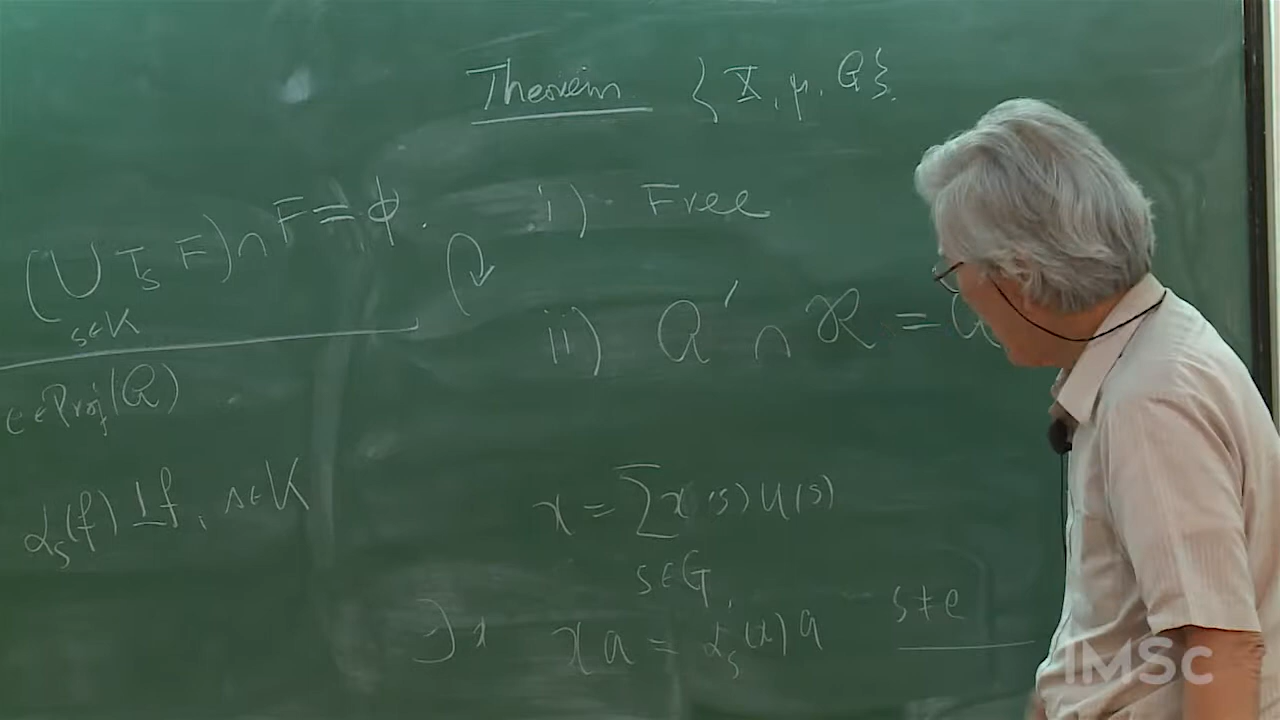 (∪ T_s F) ∩ F = ϕ.
s∈K
e∈Proj(Q)
α_s(f) ⊥ f, s∈K
Theorem {X, μ, G}.
i) Free
ii) Q' ∩ R = Q
x = ∑ x(s) u(s)
s∈G
xa = α_s(x) a s≠e
IMSc